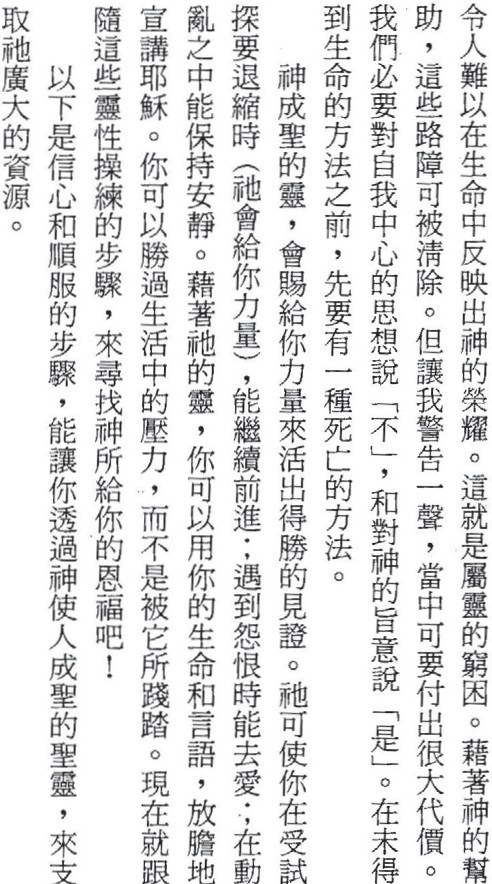 令人難以在生命中反映出神的榮耀。這就是屬靈的窮困。藉著神的幫
助，這些路障可被清除。但讓我警告一聲，當中可要付出很大代價。
我們必要對自我中心的思想說「不」，和對神的旨意說「是」。在未得
到生命的方法之前，先要有一種死亡的方法。
神成聖的靈，會賜給你力量來活出得勝的見證。祂可使你在受試
探要退縮時（祂會給你力量），能繼續前進；遇到怨恨時能去愛；在動
亂之中能保持安靜。藉著祂的靈，你可以用你的生命和言語，放膽地
宣講耶穌。你可以勝過生活中的壓力，而不是被它所踐踏。現在就跟
隨這些靈性操練的步驟，來尋找神所給你的恩福吧！
以下是信心和順服的步驟，能讓你透過神使人成聖的聖靈，來支
取祂廣大的資源。